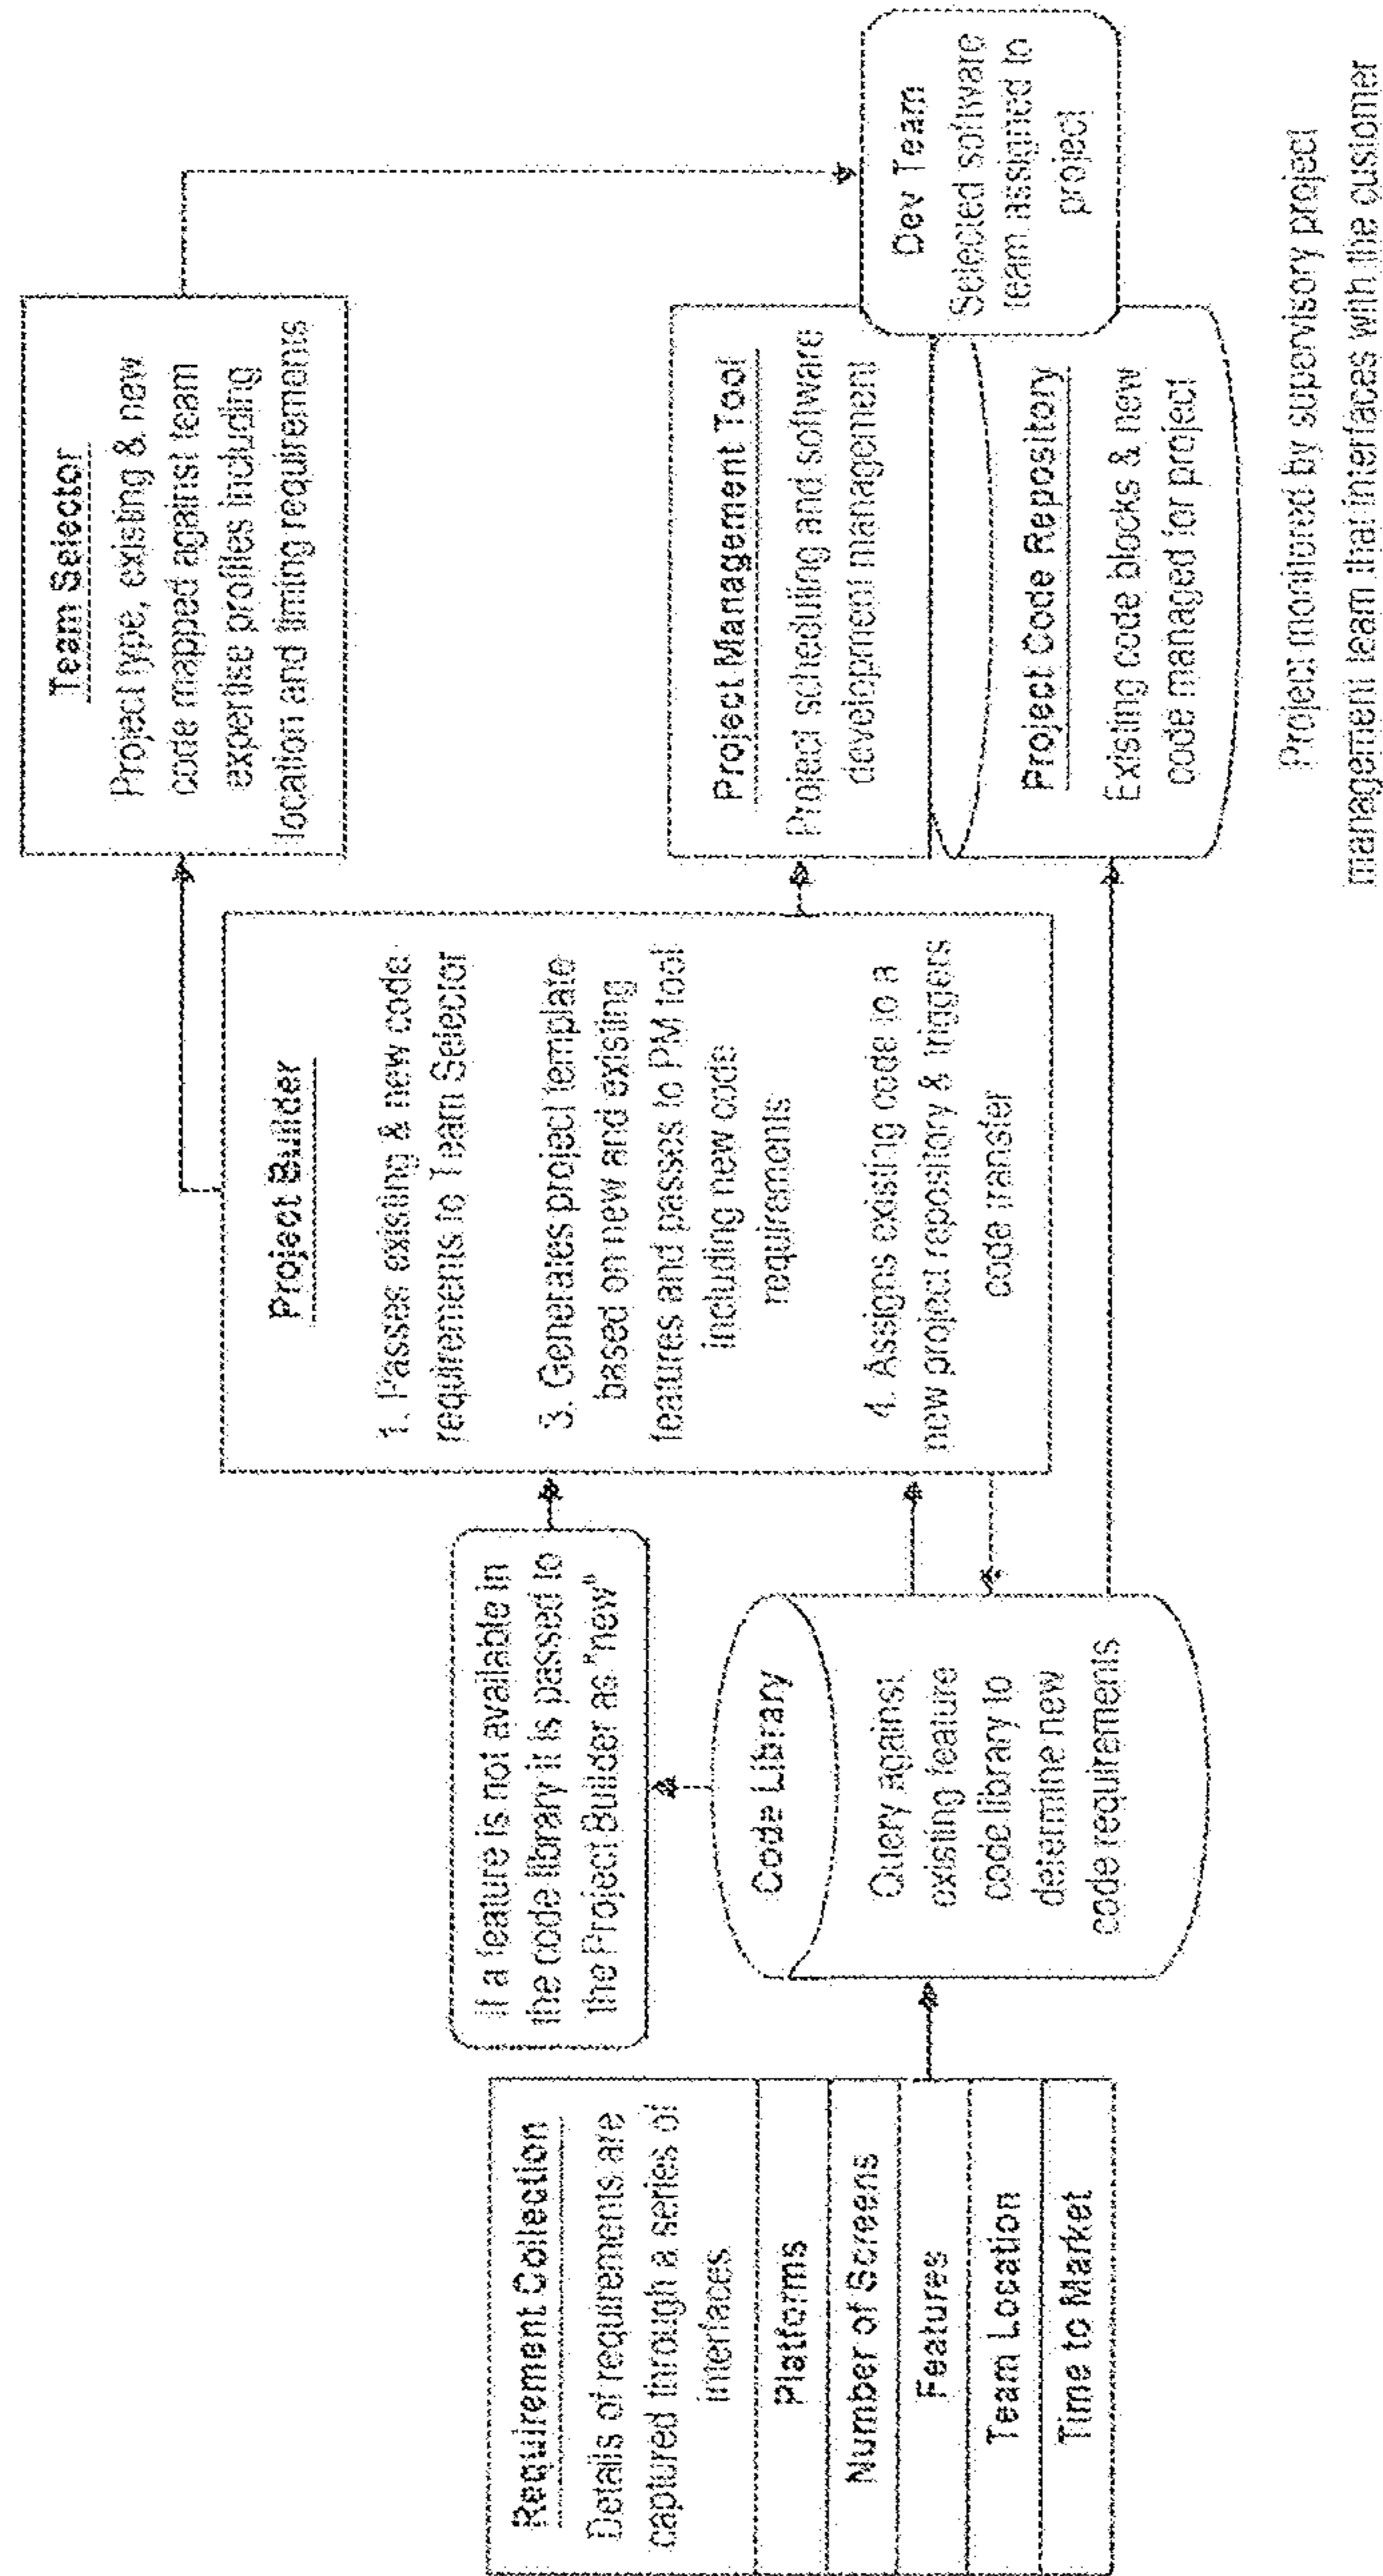 Requirement Collection
Details of requirements are
captured through a series of
interfaces
Platforms
Number of Screens
Features
Team Location
Time to Market
If a feature is not available in
the code library it is passed to
the Project Builder as "new"
Code Library
Query against
existing feature
code library to
determine new
code requirements
Project Builder
1. Passes existing & new code
requirements to Team Selector
3. Generates project template
based on new and existing
features and passes to PM tool
including new code
requirements
4. Assigns existing code to a
new project repository & triggers
code transfer
Team Selector
Project type, existing & new
code mapped against team
expertise profiles including
location and timing requirements
Project Management Tool
Project scheduling and software
development management
Project Code Repository
Existing code blocks & new
code managed for project
Dev Team
Selected software
team assigned to
project
Project monitored by supervisory project
management team that interfaces with the customer